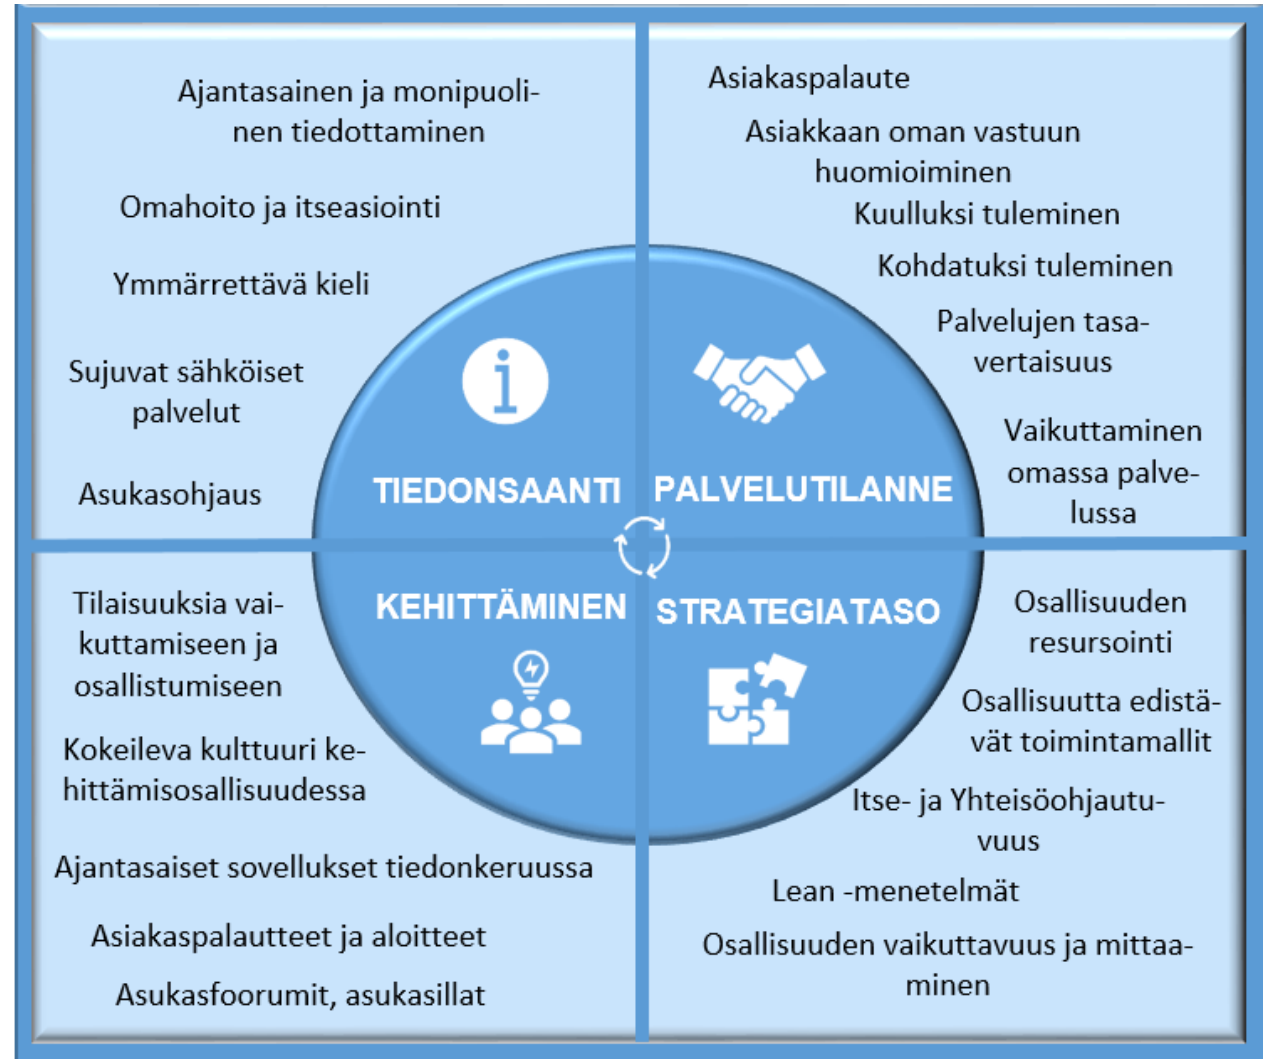 Ajantasainen ja monipuoli-
nen tiedottaminen
Omahoito ja itseasiointi
Ymmärrettävä kieli
Sujuvat sähköiset
palvelut
Asukasohjaus
TIEDONSAANTI
Asiakaspalaute
Asiakkaan oman vastuun
huomioiminen
Kuulluksi tuleminen
Kohdatuksi tuleminen
Palvelujen tasa-
vertaisuus
Vaikuttaminen
omassa palve-
lussa
PALVELUTILANNE
KEHITTÄMINEN
Tilaisuuksia vai-
kuttamiseen ja
osallistumiseen
Kokeileva kulttuuri ke-
hittämisosallisuudessa
Ajantasaiset sovellukset tiedonkeruussa
Asiakaspalautteet ja aloitteet
Asukasfoorumit, asukasillat
STRATEGIATASO
Osallisuuden
resursointi
Osallisuutta edistä-
vät toimintamallit
Itse- ja Yhteisöohjautu-
vuus
Lean -menetelmät
Osallisuuden vaikuttavuus ja mittaa-
minen